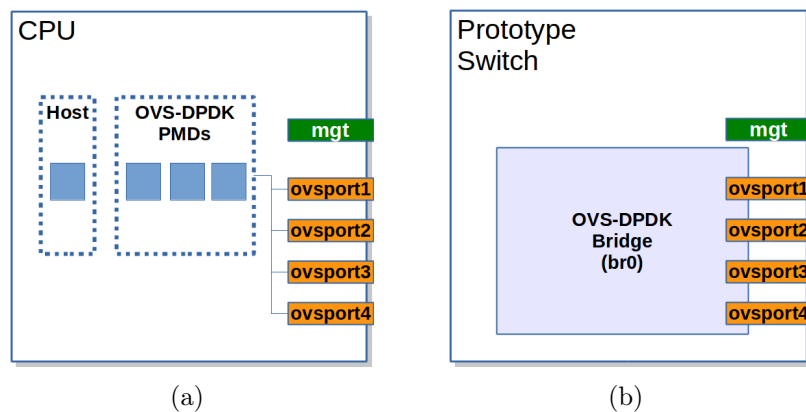 CPU
Host
OVS-DPDK
PMDs
mgt
ovsport1
ovsport2
ovsport3
ovsport4
(a)
Prototype
Switch
mgt
OVS-DPDK
Bridge
(br0)
ovsport1
ovsport2
ovsport3
ovsport4
(b)